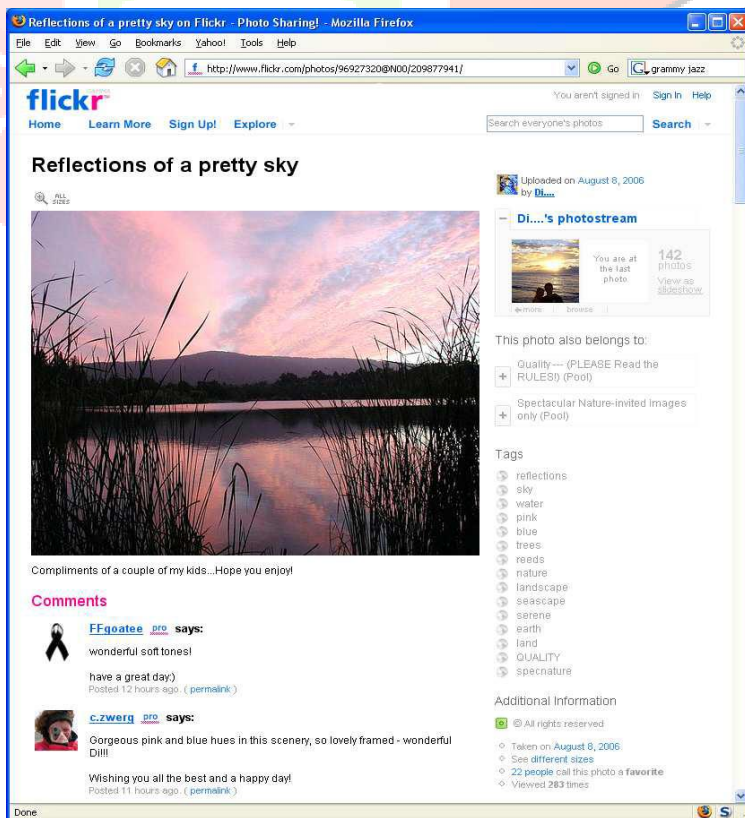 Reflections of a pretty sky on Flickr - Photo Sharing! - Mozilla Firefox
File Edit View Go Bookmarks Yahoo! Tools Help
http://www.flickr.com/photos/96927320@N00/209877941/ Go G grammy jazz
flickr
You aren't signed in Sign In Help
Home Learn More Sign Up! Explore Search everyone's photos Search
Reflections of a pretty sky
ALL
SIZES
Compliments of a couple of my kids...Hope you enjoy!
Comments
FFgoatee pro says:
wonderful soft tones!
have a great day:)
Posted 12 hours ago. ( permalink )
c.zwerg pro says:
Gorgeous pink and blue hues in this scenery, so lovely framed - wonderful
Di!!!
Wishing you all the best and a happy day!
Posted 11 hours ago. ( permalink )
Uploaded on August 8, 2006
by Di....
Di....'s photostream
You are at
the last
photo
142
photos
View as
slideshow
more browse
This photo also belongs to:
Quality--- (PLEASE Read the
RULES!) (Pool)
Spectacular Nature-invited images
only (Pool)
Tags
reflections
sky
water
pink
blue
trees
reeds
nature
landscape
seascape
serene
earth
land
QUALITY
specnature
Additional Information
© All rights reserved
Taken on August 8, 2006
See different sizes
22 people call this photo a favorite
Viewed 283 times
Done